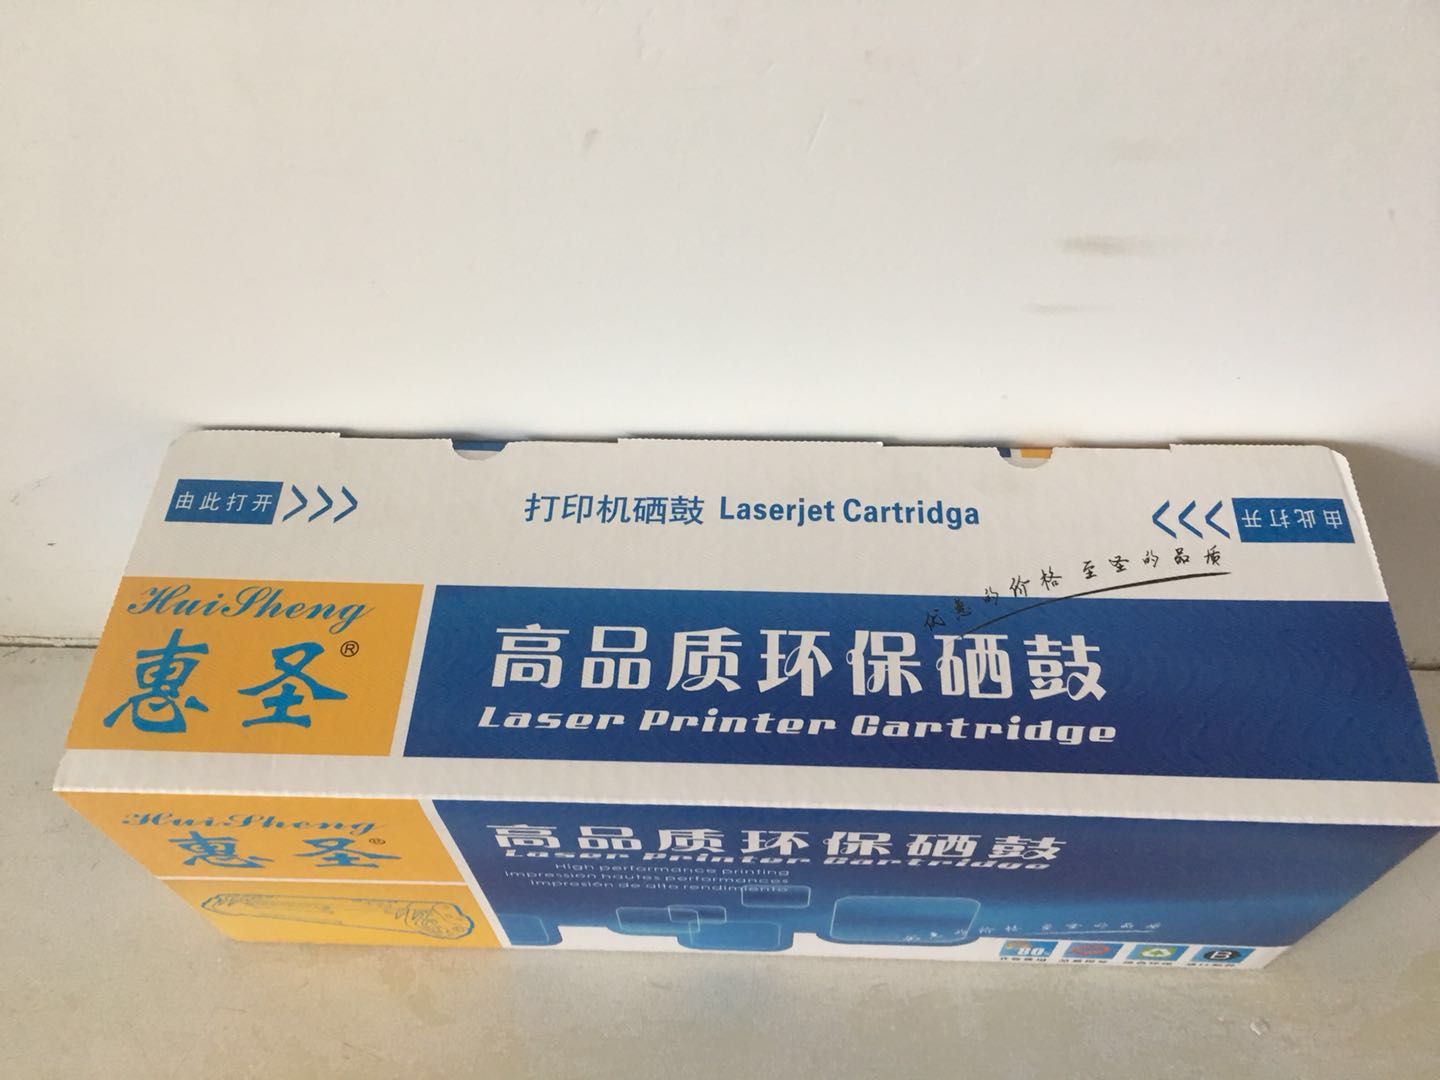 由此打开
打印机硒鼓 Laserjet Cartridga
由此打开
优惠的价格 至圣的品质
HuiSheng
惠圣®
高品质环保硒鼓
Laser Printer Cartridge
HuiSheng
惠圣®
高品质环保硒鼓
Laser Printer Cartridge
High performance printing
Impression hautes performances
Impresión de alto rendimiento
80%
B